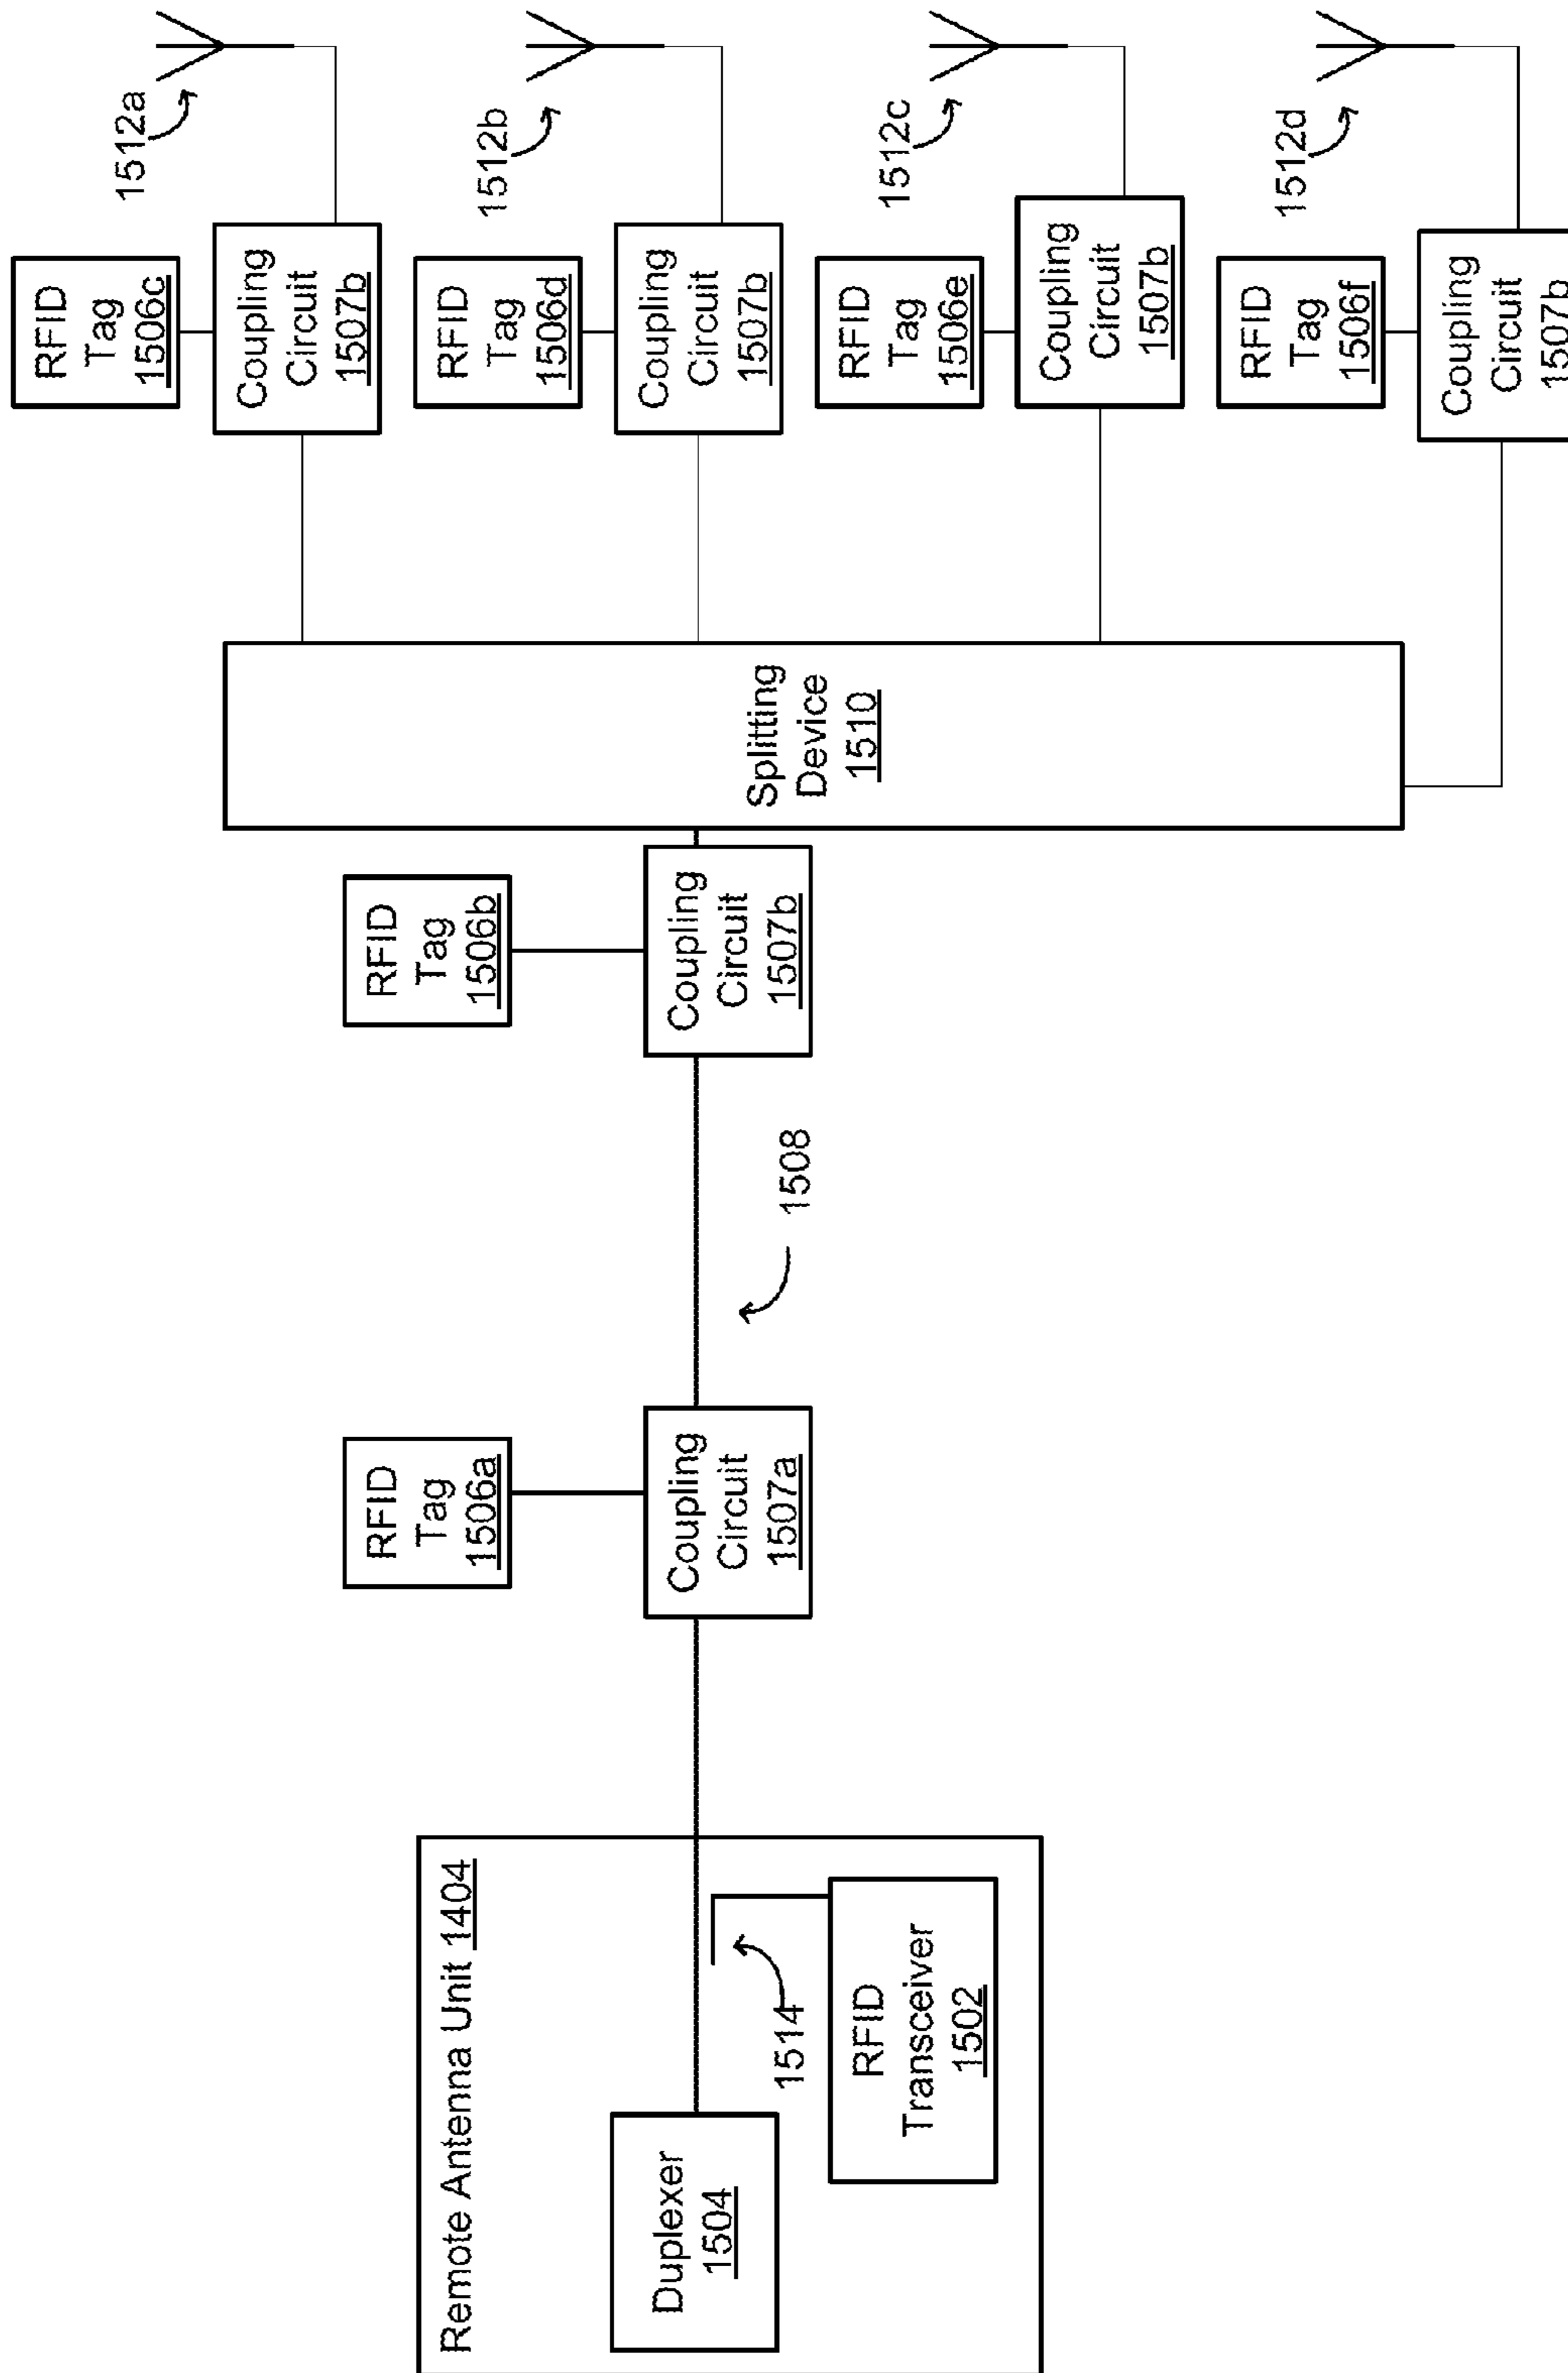 Remote Antenna Unit 1404
Duplexer
1504
1514
RFID
Transceiver
1502
RFID
Tag
1506a
Coupling
Circuit
1507a
1508
RFID
Tag
1506b
Coupling
Circuit
1507b
Splitting
Device
1510
RFID
Tag
1506c
Coupling
Circuit
1507b
1512a
RFID
Tag
1506d
Coupling
Circuit
1507b
1512b
RFID
Tag
1506e
Coupling
Circuit
1507b
1512c
RFID
Tag
1506f
Coupling
Circuit
1507b
1512d